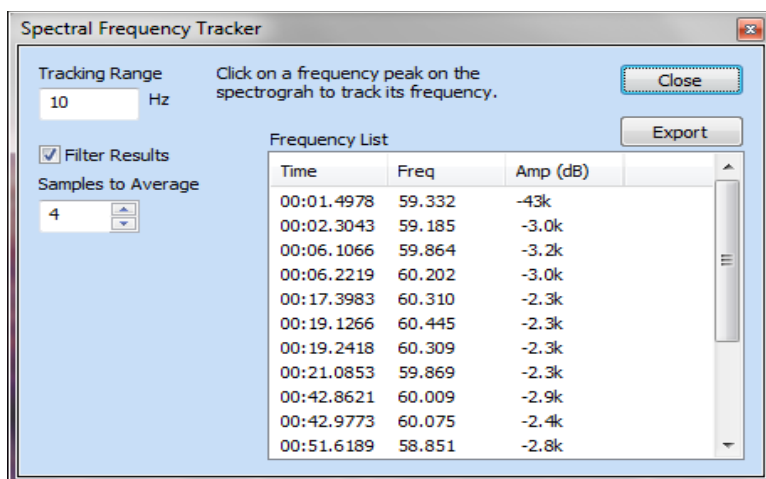 Spectral Frequency Tracker
Tracking Range
10 Hz
Click on a frequency peak on the
spectrograh to track its frequency.
Close
Export
Filter Results
Samples to Average
4
Frequency List
Time Freq Amp (dB)
00:01.4978 59.332 -43k
00:02.3043 59.185 -3.0k
00:06.1066 59.864 -3.2k
00:06.2219 60.202 -3.0k
00:17.3983 60.310 -2.3k
00:19.1266 60.445 -2.3k
00:19.2418 60.309 -2.3k
00:21.0853 59.869 -2.3k
00:42.8621 60.009 -2.9k
00:42.9773 60.075 -2.4k
00:51.6189 58.851 -2.8k